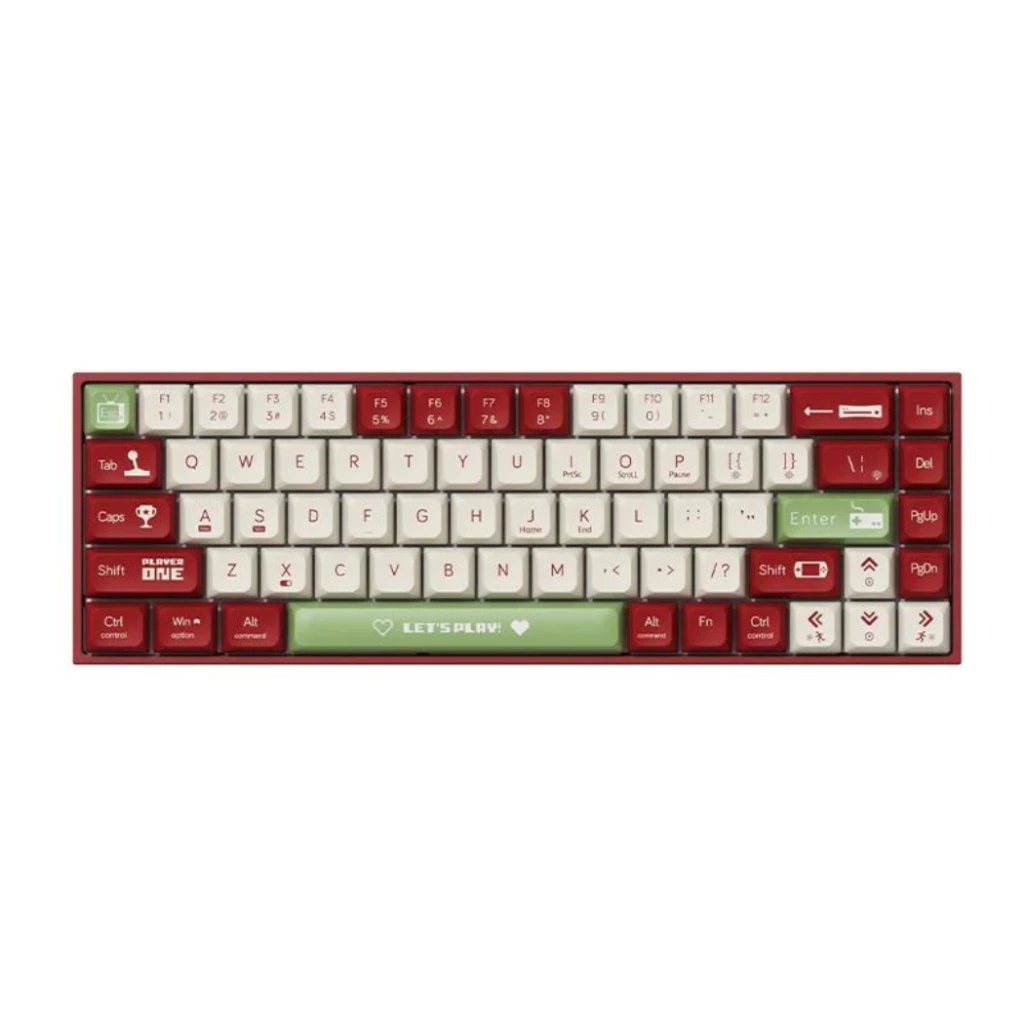 Esc F1 F2 F3 F4 F5 F6 F7 F8 F9 F10 F11 F12
1! 2@ 3# 4$ 5% 6^ 7& 8* 9( 0) -_ =+ Ins
Tab Q W E R T Y U I O P [{ ]} \| Del
PrtSc ScroLL Pause
Caps A S D F G H J K L ;: '" Enter PgUp
Home End
Shift PLAYER ONE Z X C V B N M ,< .> /? Shift PgDn
Ctrl Win Alt LET'S PLAY! Alt Fn Ctrl
control option command command control